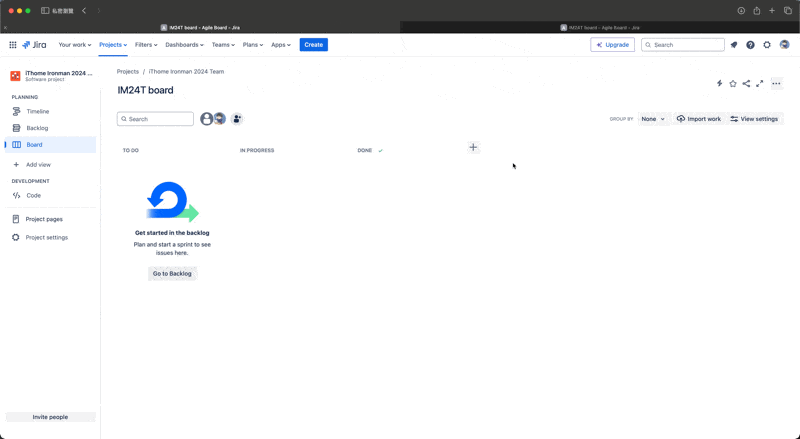 私密瀏覽
IM24T board - Agile Board - Jira
IM24T board - Agile Board - Jira
Jira
Your work
Projects
Filters
Dashboards
Teams
Plans
Apps
Create
Upgrade
Search
iThome Ironman 2024 ...
Software project
PLANNING
Timeline
Backlog
Board
Add view
DEVELOPMENT
Code
Project pages
Project settings
Invite people
Projects / iThome Ironman 2024 Team
IM24T board
Search
GROUP BY
None
Import work
View settings
TO DO
IN PROGRESS
DONE
Get started in the backlog
Plan and start a sprint to see
issues here.
Go to Backlog